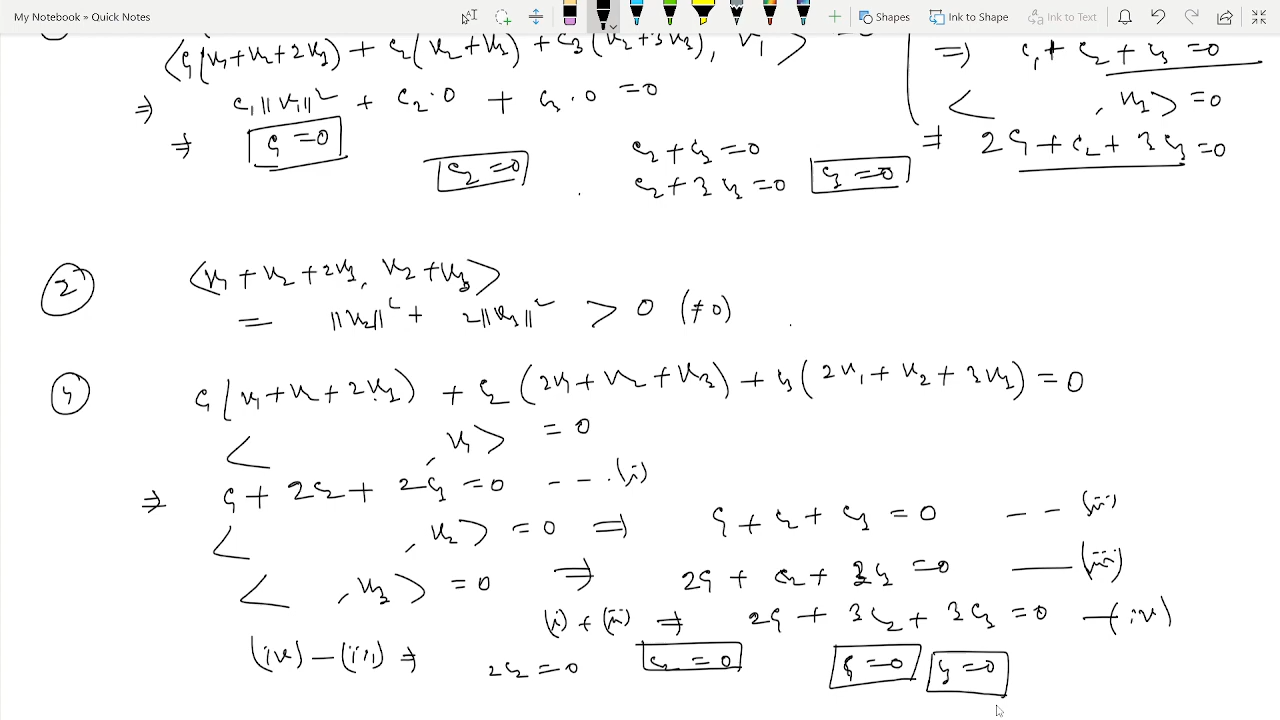 My Notebook » Quick Notes
Shapes Ink to Shape Ink to Text
⟨c₁(v₁+v₂+2v₃) + c₂(v₂+v₃) + c₃(v₂+3v₃), v₁⟩
⇒ c₁ + c₂ + c₃ = 0
⇒ c₁||v₁||² + c₂·0 + c₃·0 = 0
⟨ , v₃⟩ = 0
⇒ c₁ = 0
⇒ 2c₁ + c₂ + 3c₃ = 0
c₂ + c₃ = 0
c₂ = 0
c₂ + 3c₃ = 0
c₃ = 0
② ⟨v₁ + v₂ + 2v₃, v₂ + v₃⟩
= ||v₂||² + 2||v₃||² > 0 (≠0)
④ c₁(v₁ + v₂ + 2v₃) + c₂(2v₁ + v₂ + v₃) + c₃(2v₁ + v₂ + 3v₃) = 0
⟨ , v₁⟩ = 0
⇒ c₁ + 2c₂ + 2c₃ = 0 - - · (i)
⟨ , v₂⟩ = 0 ⇒ c₁ + c₂ + c₃ = 0 - - (ii)
⟨ , v₃⟩ = 0 ⇒ 2c₁ + c₂ + 3c₃ = 0 — (iii)
(i) + (ii) ⇒ 2c₁ + 3c₂ + 3c₃ = 0 — (iv)
(iv) – (iii) ⇒ 2c₂ = 0 c₂ = 0 c₁ = 0 c₃ = 0